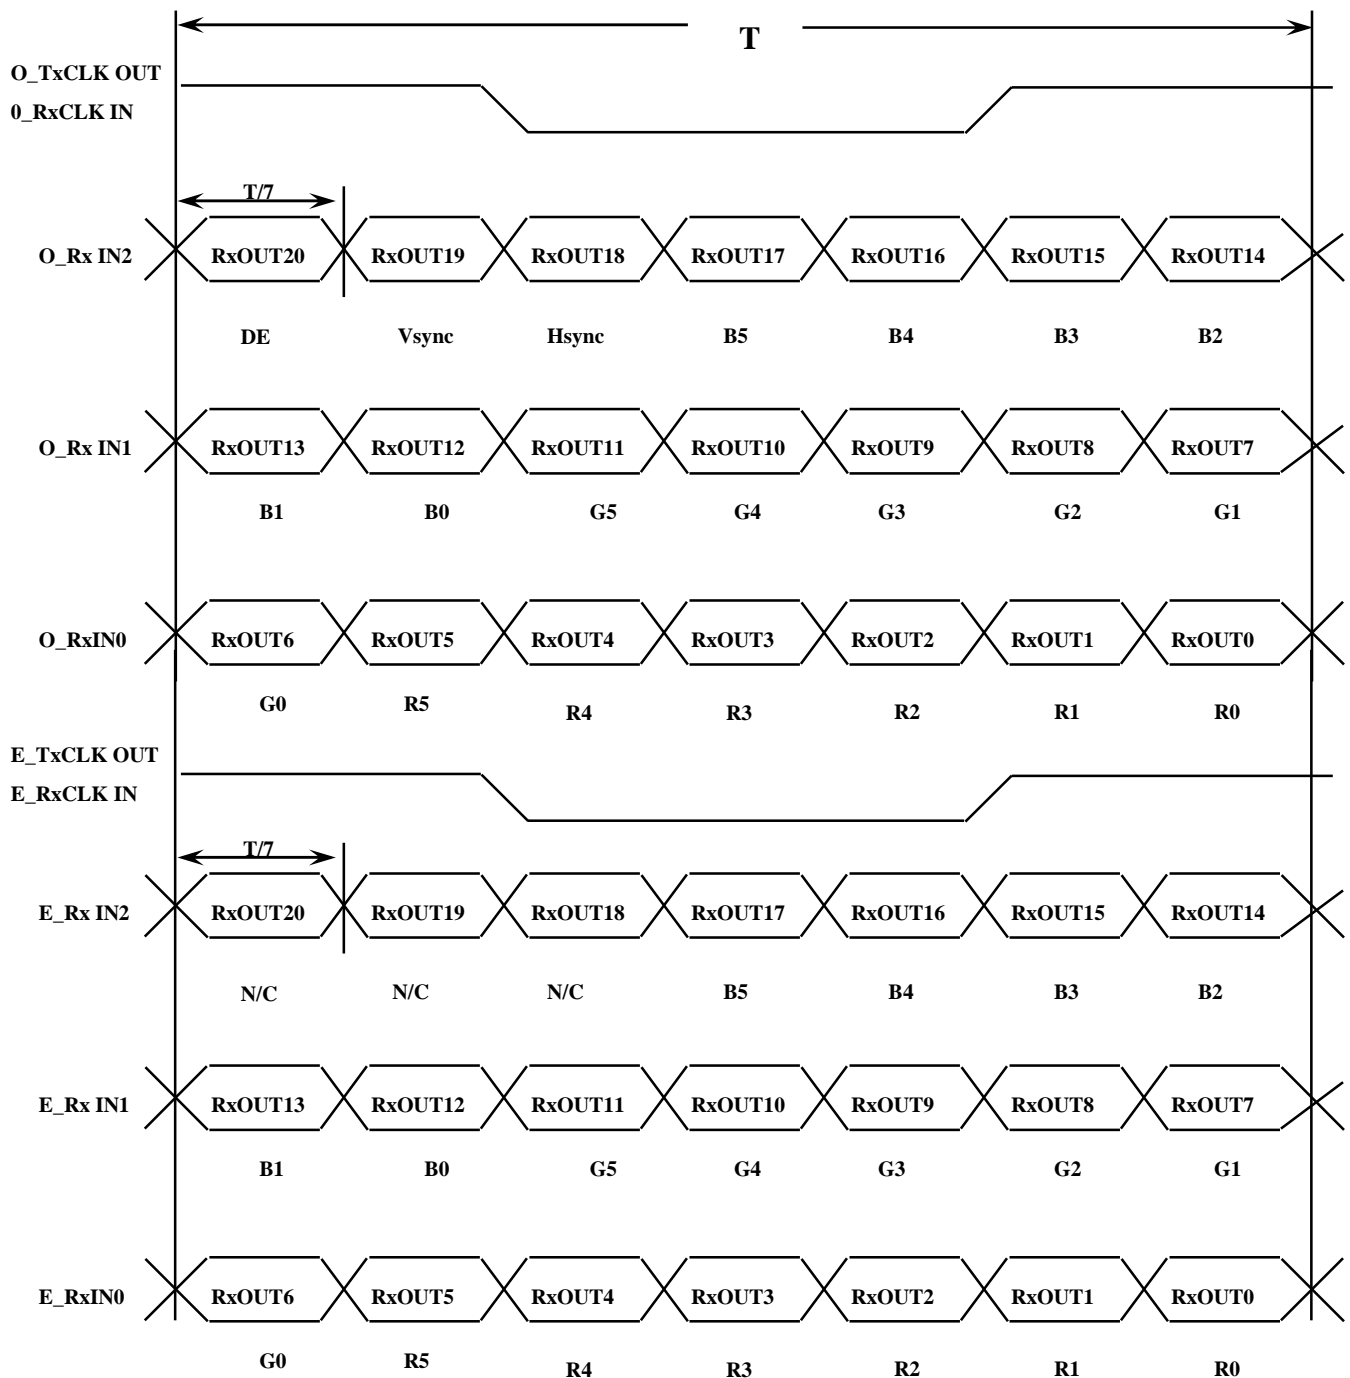 T
O_TxCLK OUT
0_RxCLK IN
T/7
O_Rx IN2 RxOUT20 RxOUT19 RxOUT18 RxOUT17 RxOUT16 RxOUT15 RxOUT14
DE Vsync Hsync B5 B4 B3 B2
O_Rx IN1 RxOUT13 RxOUT12 RxOUT11 RxOUT10 RxOUT9 RxOUT8 RxOUT7
B1 B0 G5 G4 G3 G2 G1
O_RxIN0 RxOUT6 RxOUT5 RxOUT4 RxOUT3 RxOUT2 RxOUT1 RxOUT0
G0 R5 R4 R3 R2 R1 R0
E_TxCLK OUT
E_RxCLK IN
T/7
E_Rx IN2 RxOUT20 RxOUT19 RxOUT18 RxOUT17 RxOUT16 RxOUT15 RxOUT14
N/C N/C N/C B5 B4 B3 B2
E_Rx IN1 RxOUT13 RxOUT12 RxOUT11 RxOUT10 RxOUT9 RxOUT8 RxOUT7
B1 B0 G5 G4 G3 G2 G1
E_RxIN0 RxOUT6 RxOUT5 RxOUT4 RxOUT3 RxOUT2 RxOUT1 RxOUT0
G0 R5 R4 R3 R2 R1 R0